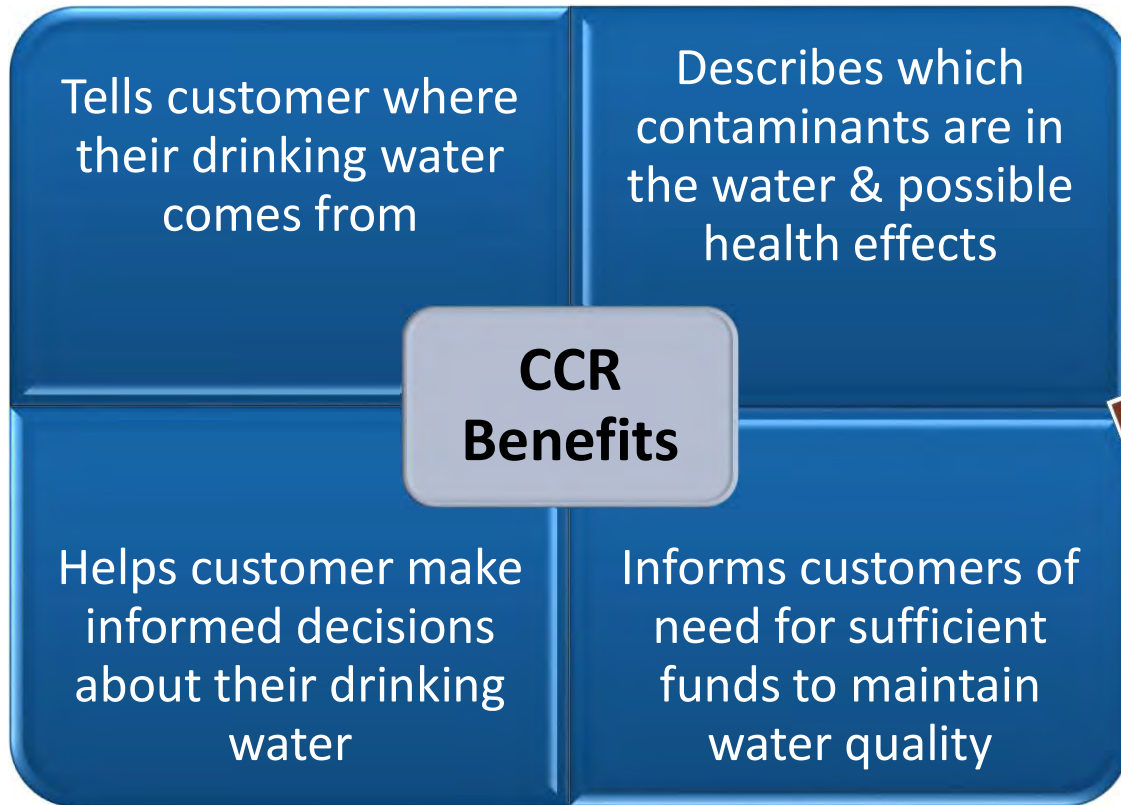 Tells customer where
their drinking water
comes from
Describes which
contaminants are in
the water & possible
health effects
CCR
Benefits
Helps customer make
informed decisions
about their drinking
water
Informs customers of
need for sufficient
funds to maintain
water quality